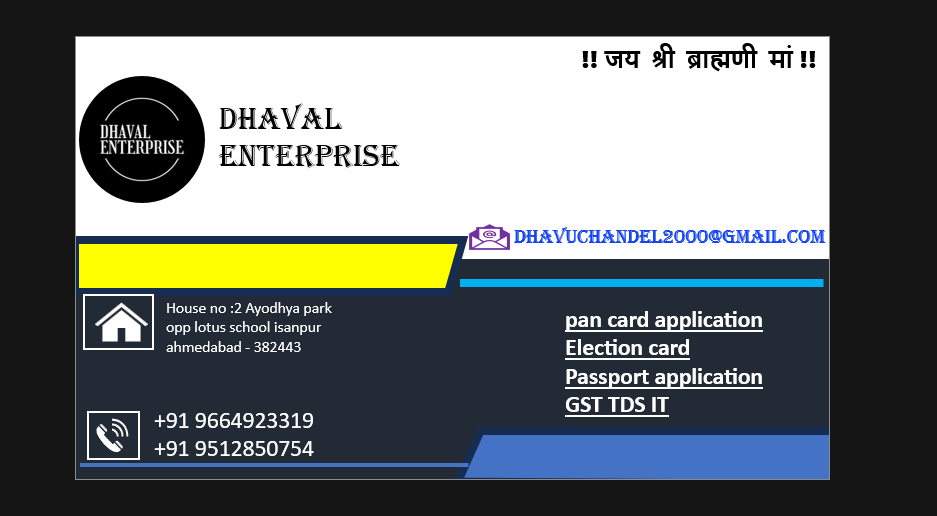 !! जय श्री ब्राह्मणी मां !!
DHAVAL
ENTERPRISE
DHAVAL
ENTERPRISE
DHAVUCHANDEL2000@GMAIL.COM
House no :2 Ayodhya park
opp lotus school isanpur
ahmedabad - 382443
pan card application
Election card
Passport application
GST TDS IT
+91 9664923319
+91 9512850754